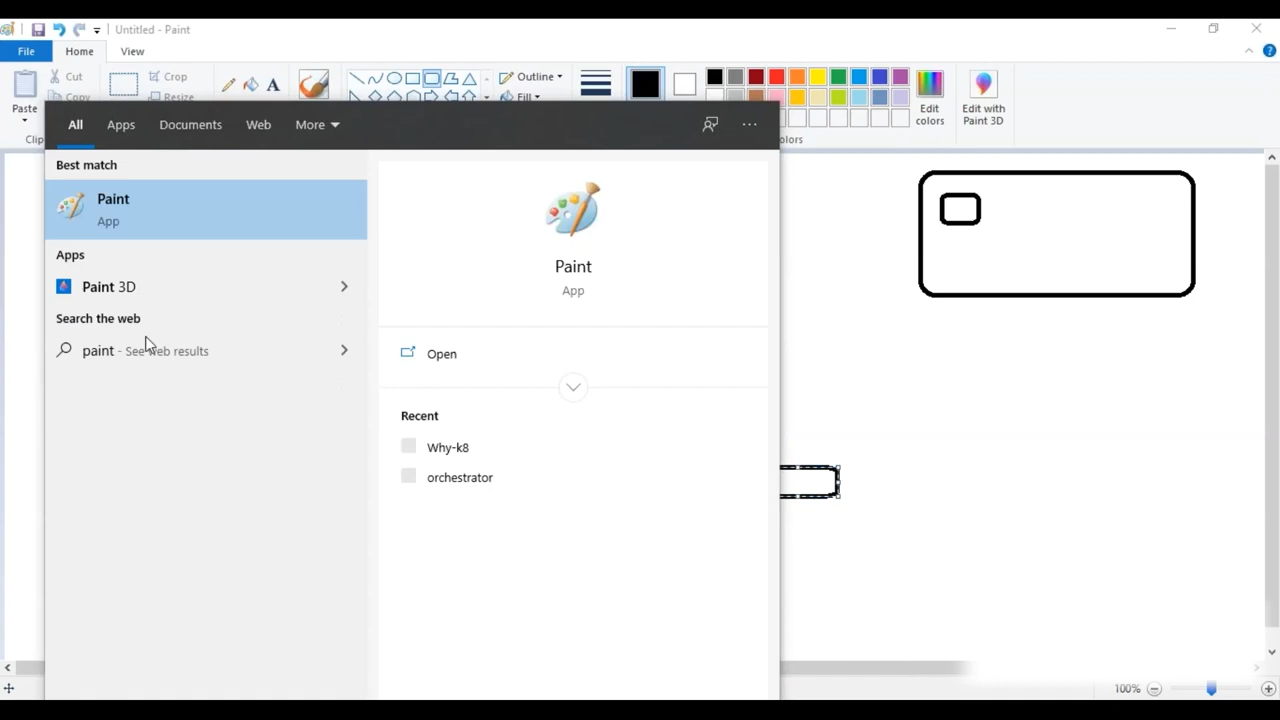 Untitled - Paint
File Home View
Paste
Cut
Copy
Crop
Resize
Outline
Fill
Edit colors
Edit with Paint 3D
All Apps Documents Web More
Best match
Paint
App
Apps
Paint 3D
Search the web
paint - See web results
Paint
App
Open
Recent
Why-k8
orchestrator
100%